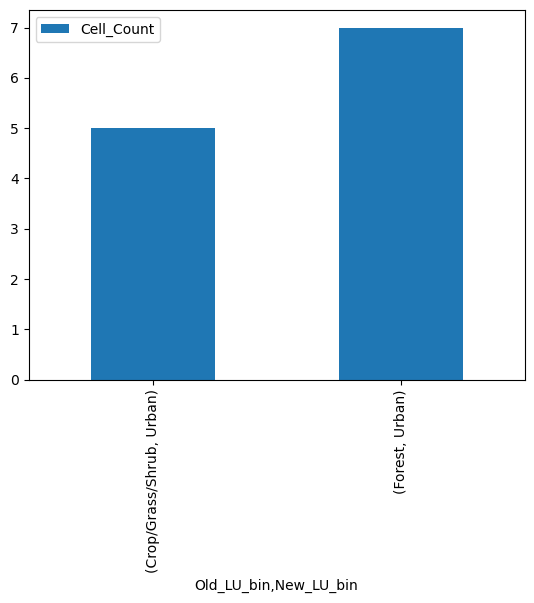 Cell_Count
7
6
5
4
3
2
1
0
(Crop/Grass/Shrub, Urban)
(Forest, Urban)
Old_LU_bin,New_LU_bin